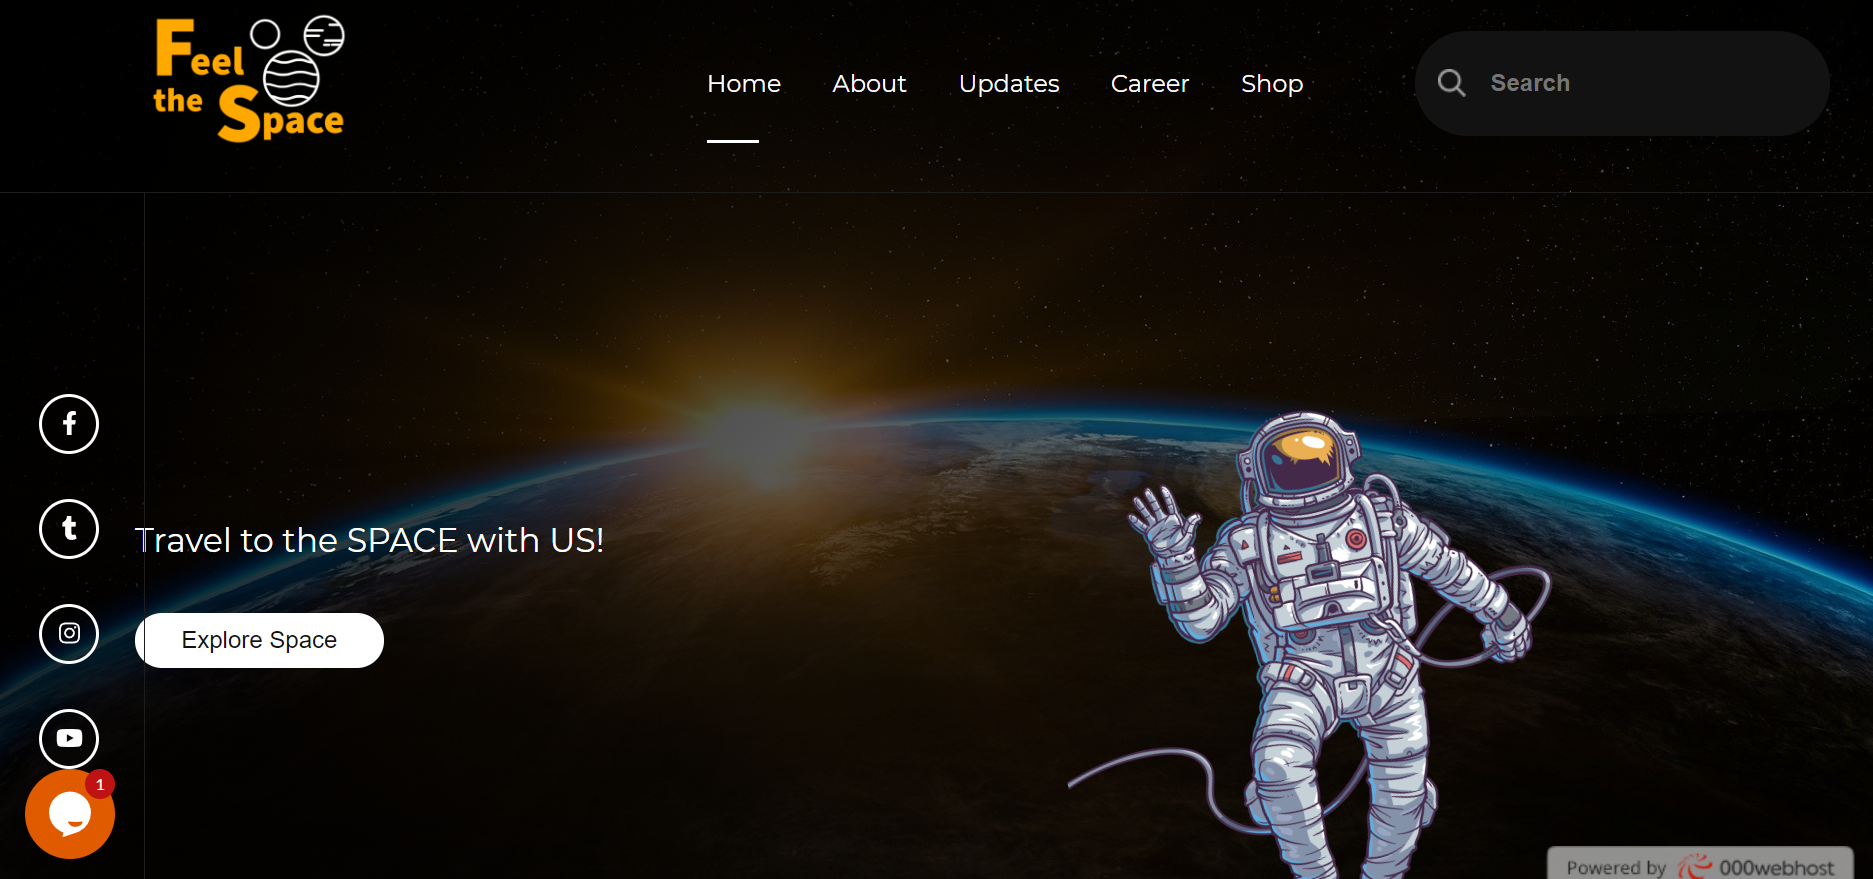 Feel
the Space
Home About Updates Career Shop
Search
Travel to the SPACE with US!
Explore Space
1
Powered by 000webhost